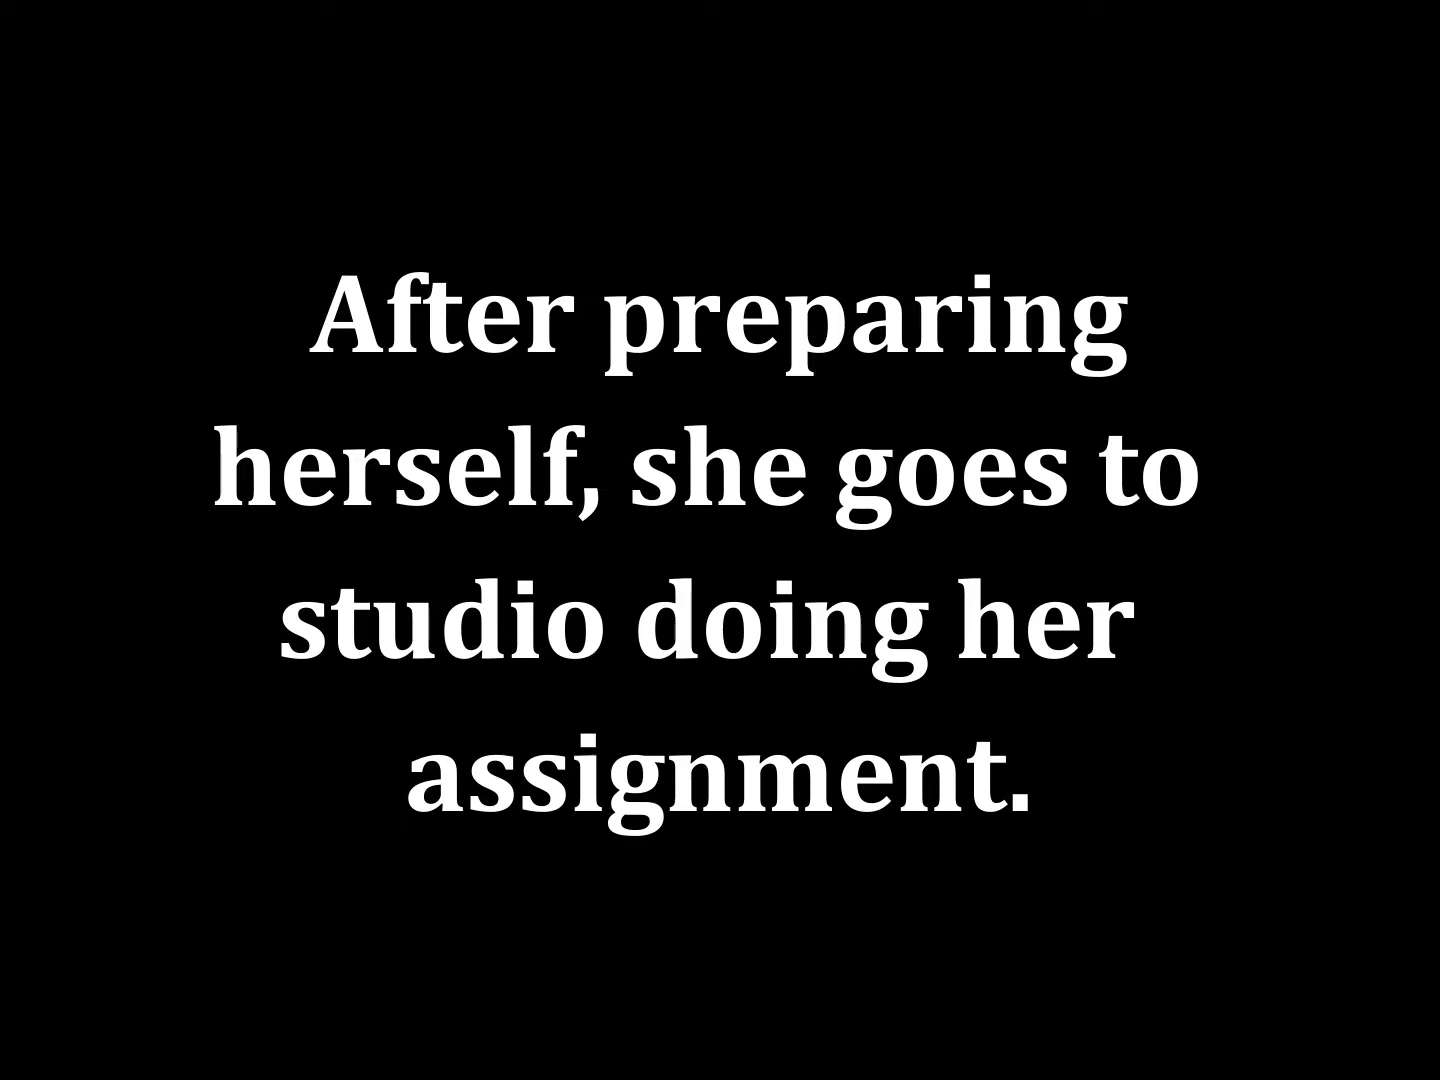 After preparing
herself, she goes to
studio doing her
assignment.